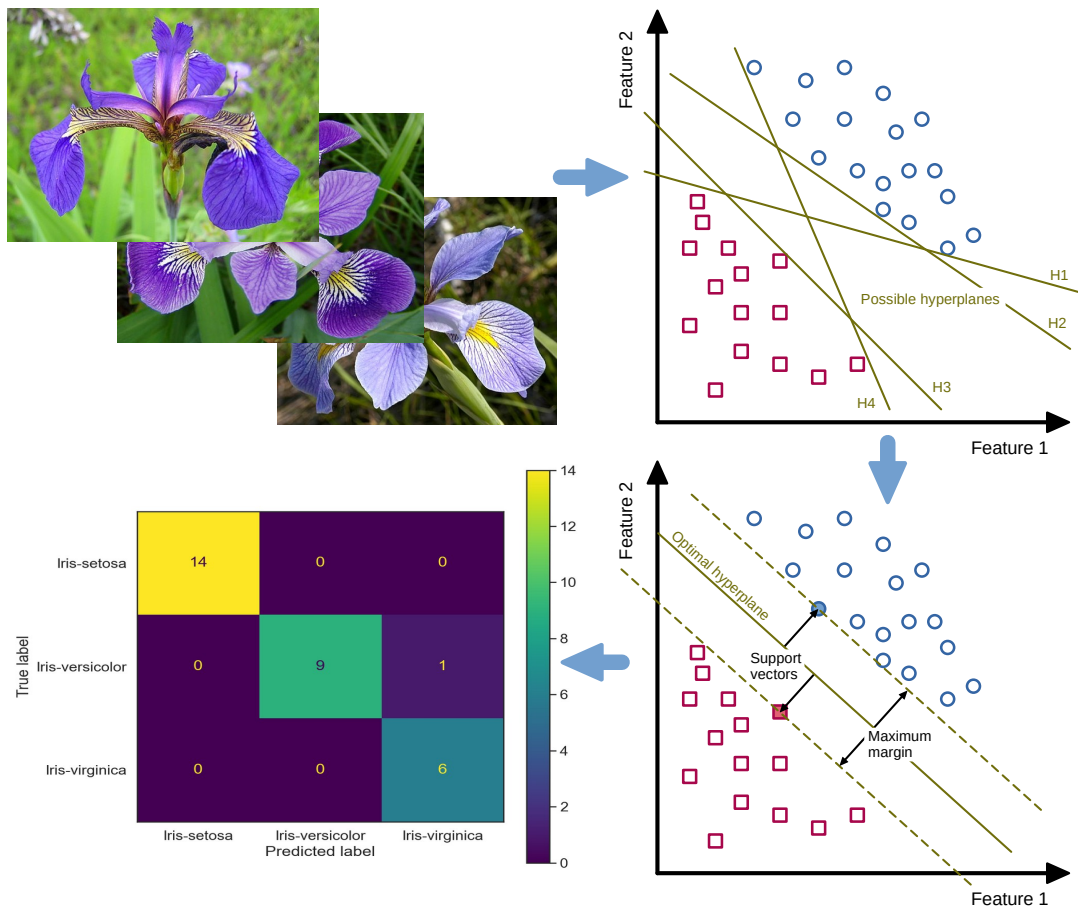 Feature 2
H1
Possible hyperplanes
H2
H3
H4
Feature 1
Feature 2
Optimal hyperplane
Support
vectors
Maximum
margin
Feature 1
14
12
10
8
6
4
2
0
True label
Iris-setosa
14 0 0
Iris-versicolor
0 9 1
Iris-virginica
0 0 6
Iris-setosa Iris-versicolor Iris-virginica
Predicted label